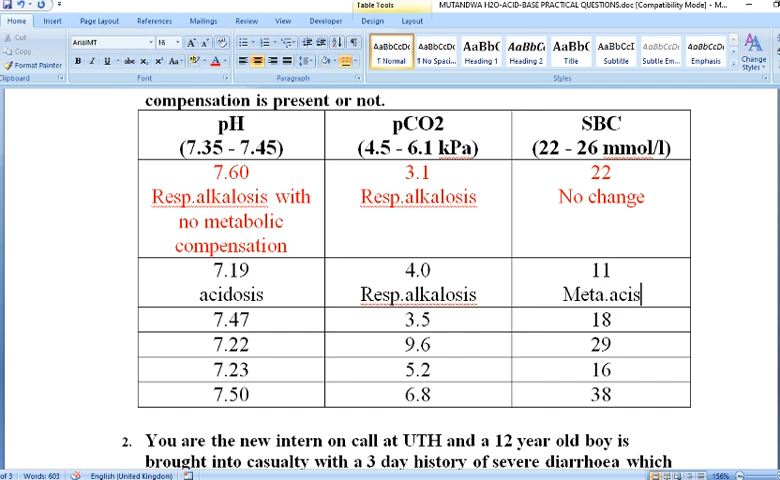 Table Tools
MUTANDWA H2O-ACID-BASE PRACTICAL QUESTIONS.doc [Compatibility Mode] - M...
Home Insert Page Layout References Mailings Review View Developer Design Layout
Cut
Copy
Format Painter
Clipboard
ArialMT 16
Font
Paragraph
AaBbCcDc AaBbCcDc AaBbC AaBbC AaBbC AaBbCcI AaBbCcDc AaBbCcDc
¶ Normal ¶ No Spaci... Heading 1 Heading 2 Title Subtitle Subtle Em... Emphasis
Change
Styles
Styles
compensation is present or not.
pH pCO2 SBC
(7.35 - 7.45) (4.5 - 6.1 kPa) (22 - 26 mmol/l)
7.60 3.1 22
Resp.alkalosis with Resp.alkalosis No change
no metabolic
compensation
7.19 4.0 11
acidosis Resp.alkalosis Meta.acis
7.47 3.5 18
7.22 9.6 29
7.23 5.2 16
7.50 6.8 38
2. You are the new intern on call at UTH and a 12 year old boy is
brought into casualty with a 3 day history of severe diarrhoea which
of 3 Words: 603 English (United Kingdom) 156%